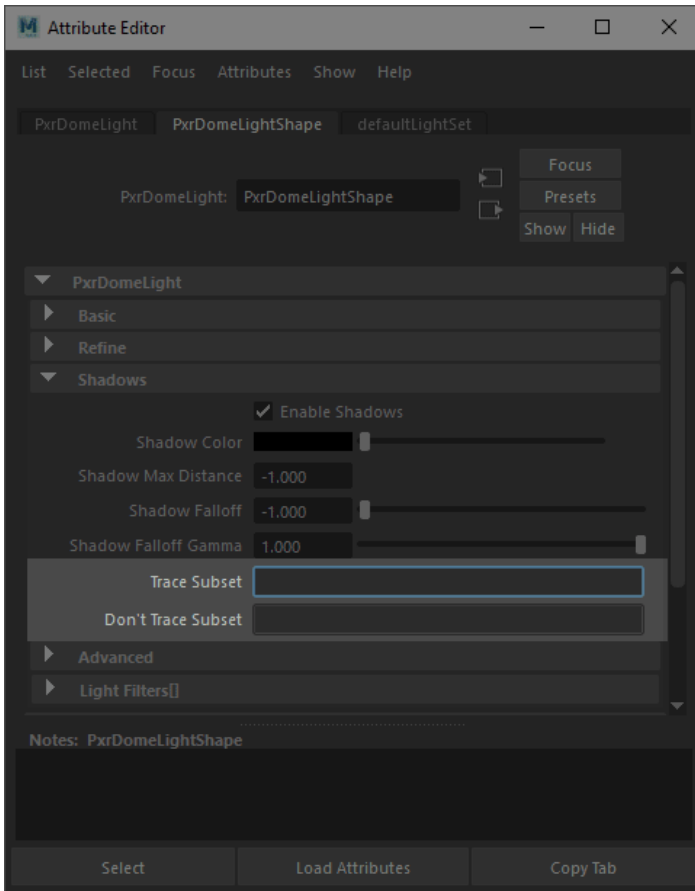 Attribute Editor
List Selected Focus Attributes Show Help
PxrDomeLight PxrDomeLightShape defaultLightSet
Focus
PxrDomeLight: PxrDomeLightShape
Presets
Show Hide
PxrDomeLight
Basic
Refine
Shadows
Enable Shadows
Shadow Color
Shadow Max Distance -1.000
Shadow Falloff -1.000
Shadow Falloff Gamma 1.000
Trace Subset
Don't Trace Subset
Advanced
Light Filters[]
Notes: PxrDomeLightShape
Select Load Attributes Copy Tab